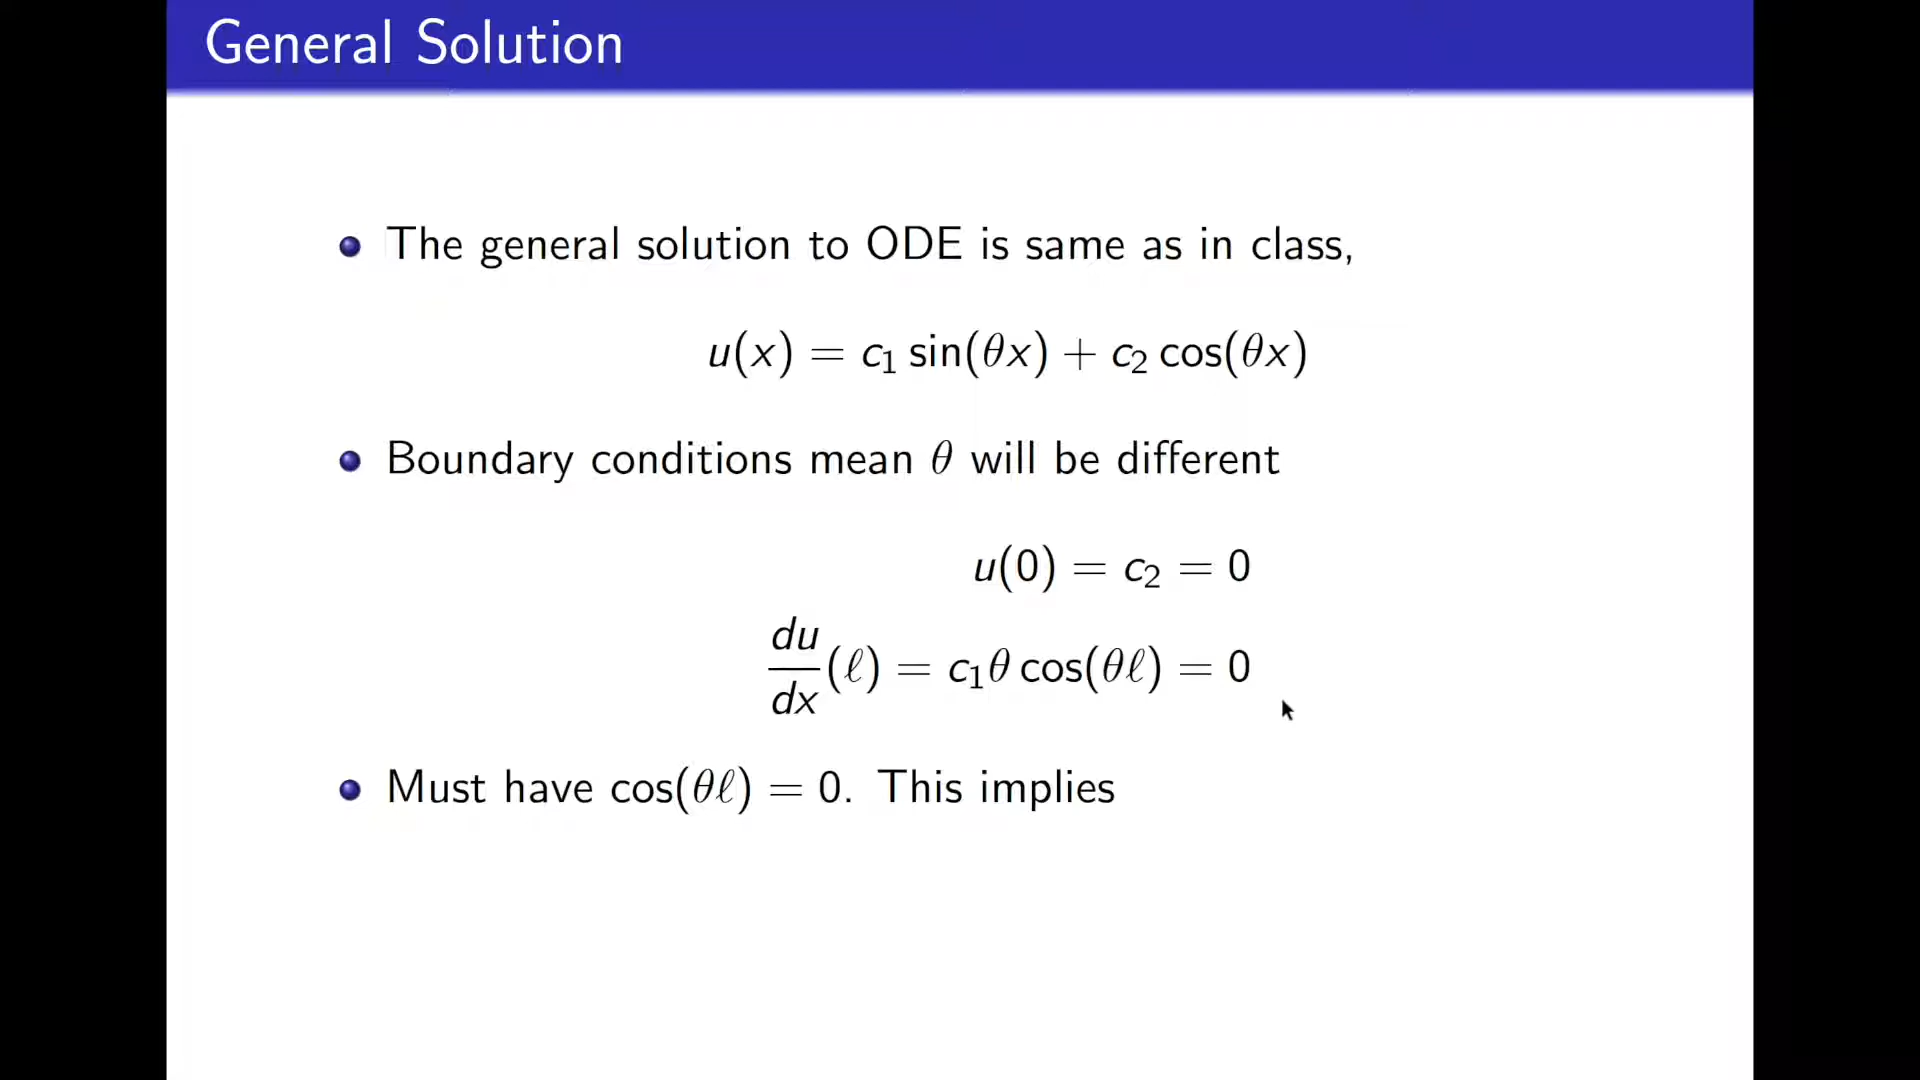 General Solution
The general solution to ODE is same as in class,
u(x) = c₁ sin(θx) + c₂ cos(θx)
Boundary conditions mean θ will be different
u(0) = c₂ = 0
du/dx (ℓ) = c₁θ cos(θℓ) = 0
Must have cos(θℓ) = 0. This implies